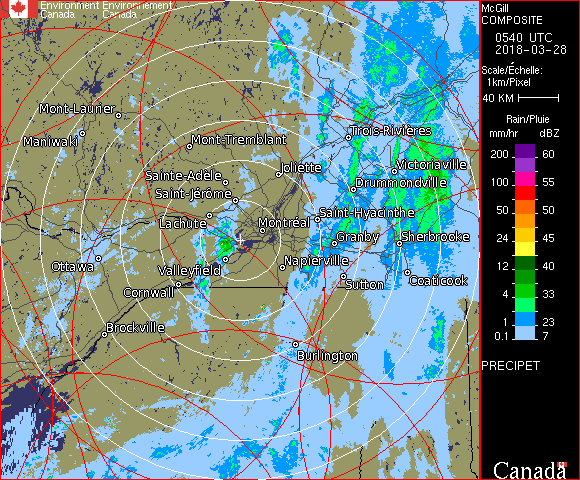 Environment Environnement
Canada Canada
McGill
COMPOSITE
0540 UTC
2018-03-28
Scale/Échelle:
1km/Pixel
40 KM
Rain/Pluie
mm/hr dBZ
200 60
100 55
50 50
24 45
12 40
8 39
4 33
1 23
0.1 7
PRECIPET
Canada
Mont-Laurier
Maniwaki
Mont-Tremblant
Trois-Rivières
Joliette
Victoriaville
Sainte-Adèle
Drummondville
Saint-Jérôme
Saint-Hyacinthe
Lachute
Montréal
Granby
Sherbrooke
Ottawa
Valleyfield
Napierville
Coaticook
Sutton
Cornwall
Brockville
Burlington